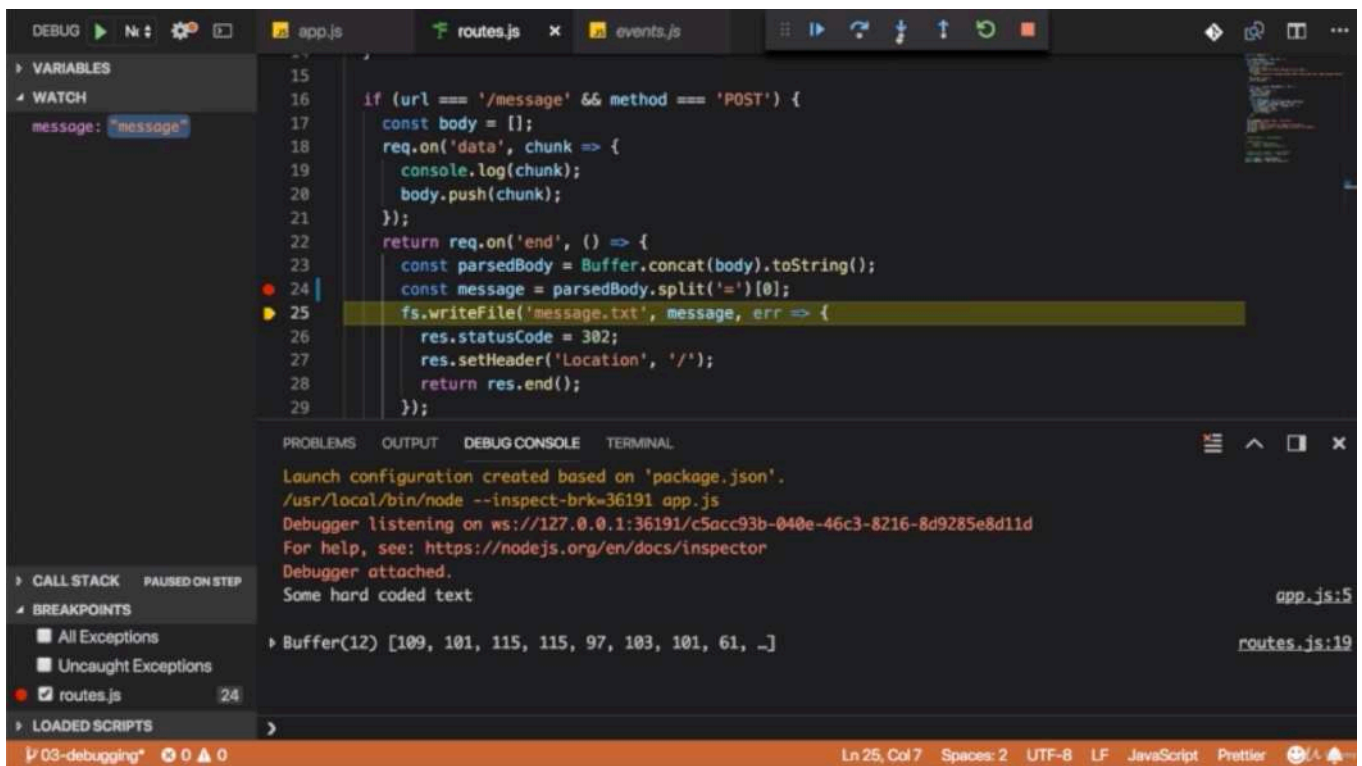 DEBUG
app.js
routes.js
events.js
VARIABLES
WATCH
message: "message"
15
16 if (url === '/message' && method === 'POST') {
17 const body = [];
18 req.on('data', chunk => {
19 console.log(chunk);
20 body.push(chunk);
21 });
22 return req.on('end', () => {
23 const parsedBody = Buffer.concat(body).toString();
24 const message = parsedBody.split('=')[0];
25 fs.writeFile('message.txt', message, err => {
26 res.statusCode = 302;
27 res.setHeader('Location', '/');
28 return res.end();
29 });
PROBLEMS OUTPUT DEBUG CONSOLE TERMINAL
Launch configuration created based on 'package.json'.
/usr/local/bin/node --inspect-brk=36191 app.js
Debugger listening on ws://127.0.0.1:36191/c5acc93b-040e-46c3-8216-8d9285e8d11d
For help, see: https://nodejs.org/en/docs/inspector
Debugger attached.
Some hard coded text app.js:5
Buffer(12) [109, 101, 115, 115, 97, 103, 101, 61, …] routes.js:19
CALL STACK PAUSED ON STEP
BREAKPOINTS
All Exceptions
Uncaught Exceptions
routes.js 24
LOADED SCRIPTS
03-debugging* 0 0
Ln 25, Col 7 Spaces: 2 UTF-8 LF JavaScript Prettier